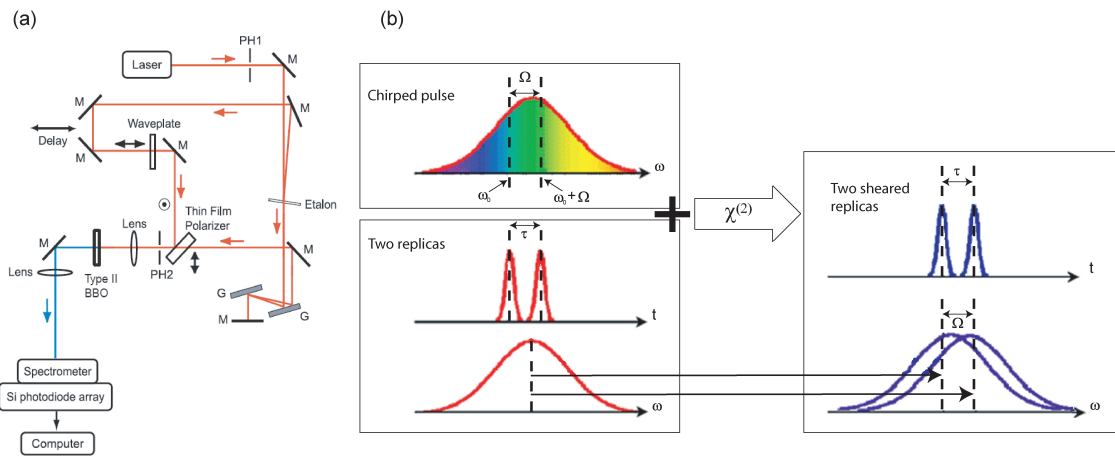 (a)
PH1
M
Laser
M
M
Waveplate
Delay
M
M
Etalon
Thin Film
Polarizer
Lens
M
M
Lens
Type II
BBO
PH2
G
M
G
Spectrometer
Si photodiode array
Computer
(b)
Chirped pulse
Ω
ω
ω₀
ω₀+Ω
Two replicas
τ
t
ω
χ⁽²⁾
Two sheared
replicas
τ
t
Ω
ω